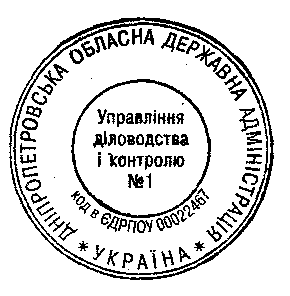 ДНІПРОПЕТРОВСЬКА ОБЛАСНА ДЕРЖАВНА АДМІНІСТРАЦІЯ
* УКРАЇНА *
Управління
діловодства
і контролю
№1
код в ЄДРПОУ 00022467